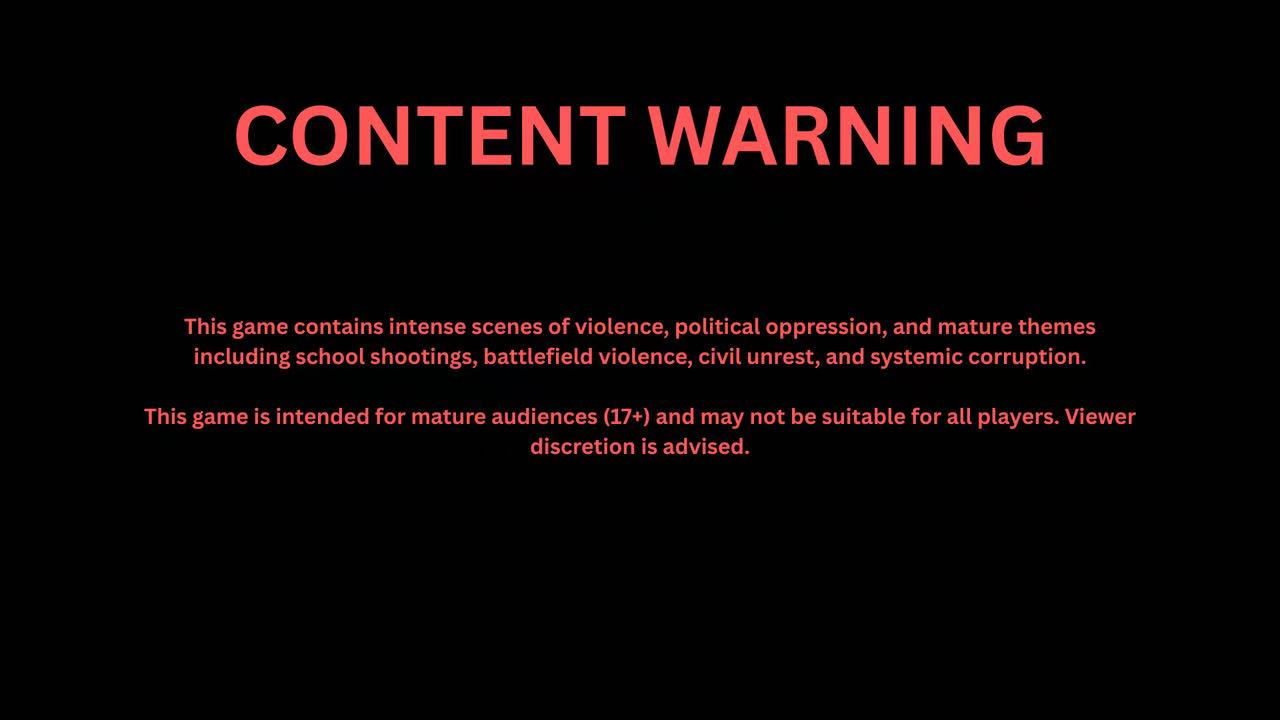 CONTENT WARNING
This game contains intense scenes of violence, political oppression, and mature themes
including school shootings, battlefield violence, civil unrest, and systemic corruption.
This game is intended for mature audiences (17+) and may not be suitable for all players. Viewer
discretion is advised.